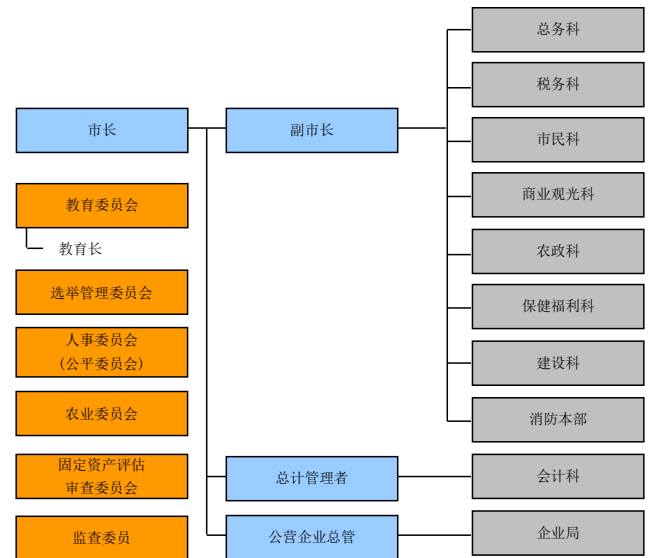 总务科
税务科
市长
副市长
市民科
商业观光科
教育委员会
教育长
农政科
选举管理委员会
保健福利科
人事委员会
(公平委员会)
建设科
农业委员会
消防本部
固定资产评估
审查委员会
总计管理者
会计科
监查委员
公营企业总管
企业局